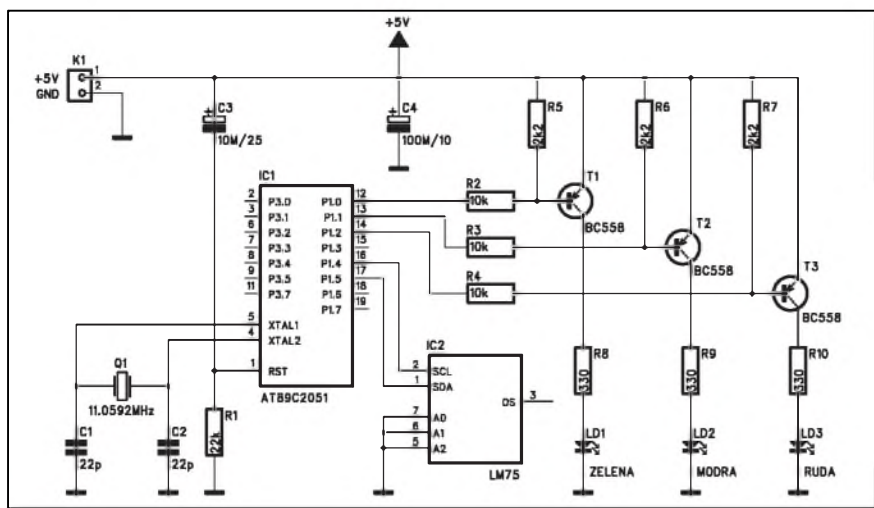 +5V
K1
+5V
1
GND
2
C3
+
10M/25
C4
+
100M/10
R5
2k2
R6
2k2
R7
2k2
IC1
2 P3.0 P1.0 12
3 P3.1 P1.1 13
6 P3.2 P1.2 14
7 P3.3 P1.3 15
8 P3.4 P1.4 16
9 P3.5 P1.5 17
11 P3.7 P1.6 18
P1.7 19
5 XTAL1
4 XTAL2
1 RST
AT89C2051
R2
10k
R3
10k
R4
10k
T1
BC558
T2
BC558
T3
BC558
Q1
11.0592MHz
C1
22p
C2
22p
R1
22k
IC2
2 SCL
1 SDA
OS 3
7 A0
6 A1
5 A2
LM75
R8
330
R9
330
R10
330
LD1
ZELENA
LD2
MODRA
LD3
RUDA